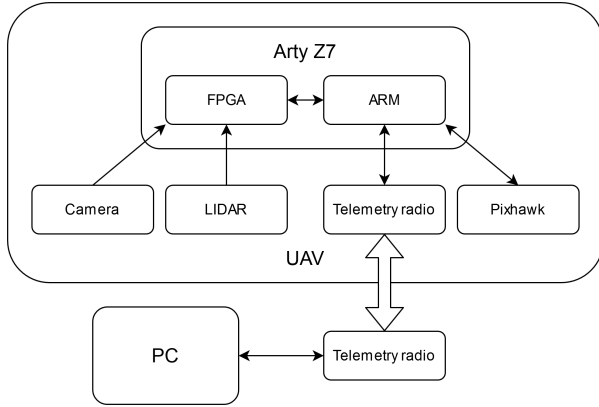 Arty Z7
FPGA
ARM
Camera
LIDAR
Telemetry radio
Pixhawk
UAV
PC
Telemetry radio